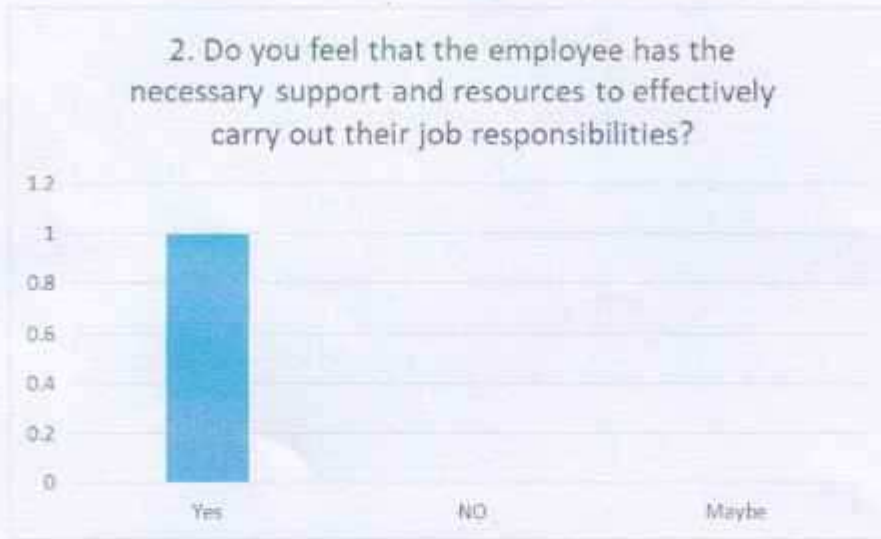 2. Do you feel that the employee has the
necessary support and resources to effectively
carry out their job responsibilities?
1.2
1
0.8
0.6
0.4
0.2
0
Yes
NO
Maybe